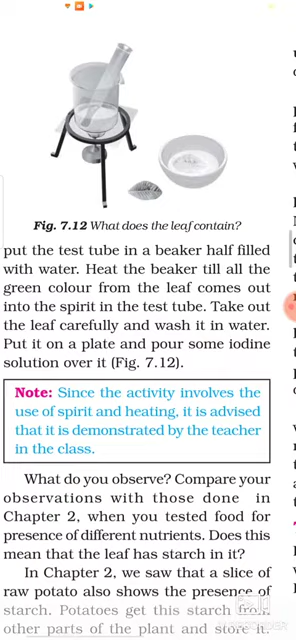 Fig. 7.12 What does the leaf contain?
put the test tube in a beaker half filled
with water. Heat the beaker till all the
green colour from the leaf comes out
into the spirit in the test tube. Take out
the leaf carefully and wash it in water.
Put it on a plate and pour some iodine
solution over it (Fig. 7.12).
Note: Since the activity involves the
use of spirit and heating, it is advised
that it is demonstrated by the teacher
in the class.
What do you observe? Compare your
observations with those done in
Chapter 2, when you tested food for
presence of different nutrients. Does this
mean that the leaf has starch in it?
In Chapter 2, we saw that a slice of
raw potato also shows the presence of
starch. Potatoes get this starch from
other parts of the plant and store it.